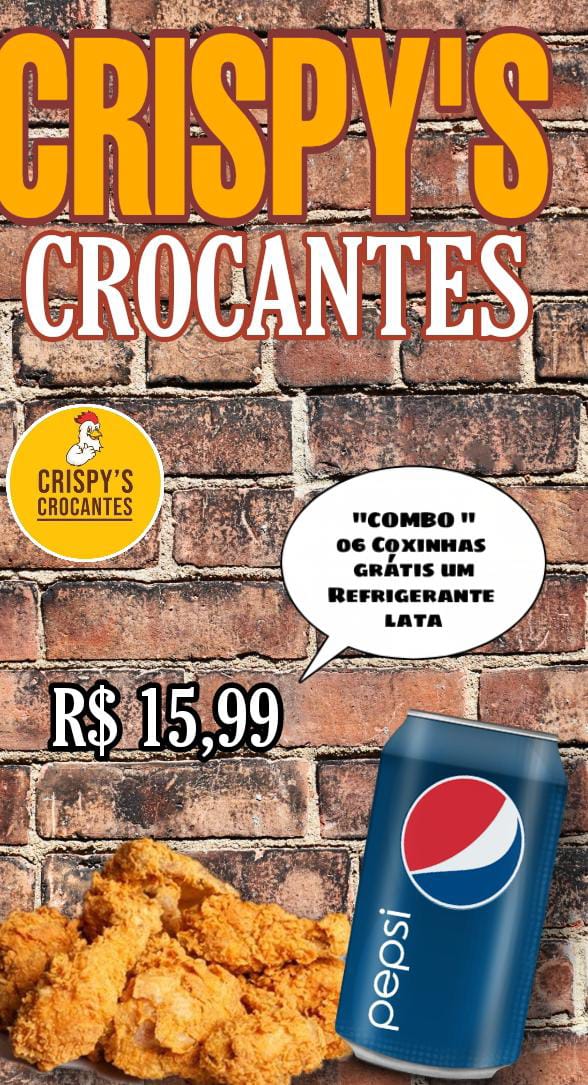 CRISPY'S
CROCANTES
CRISPY'S
CROCANTES
"COMBO "
06 Coxinhas
grátis um
Refrigerante
lata
R$ 15,99
pepsi